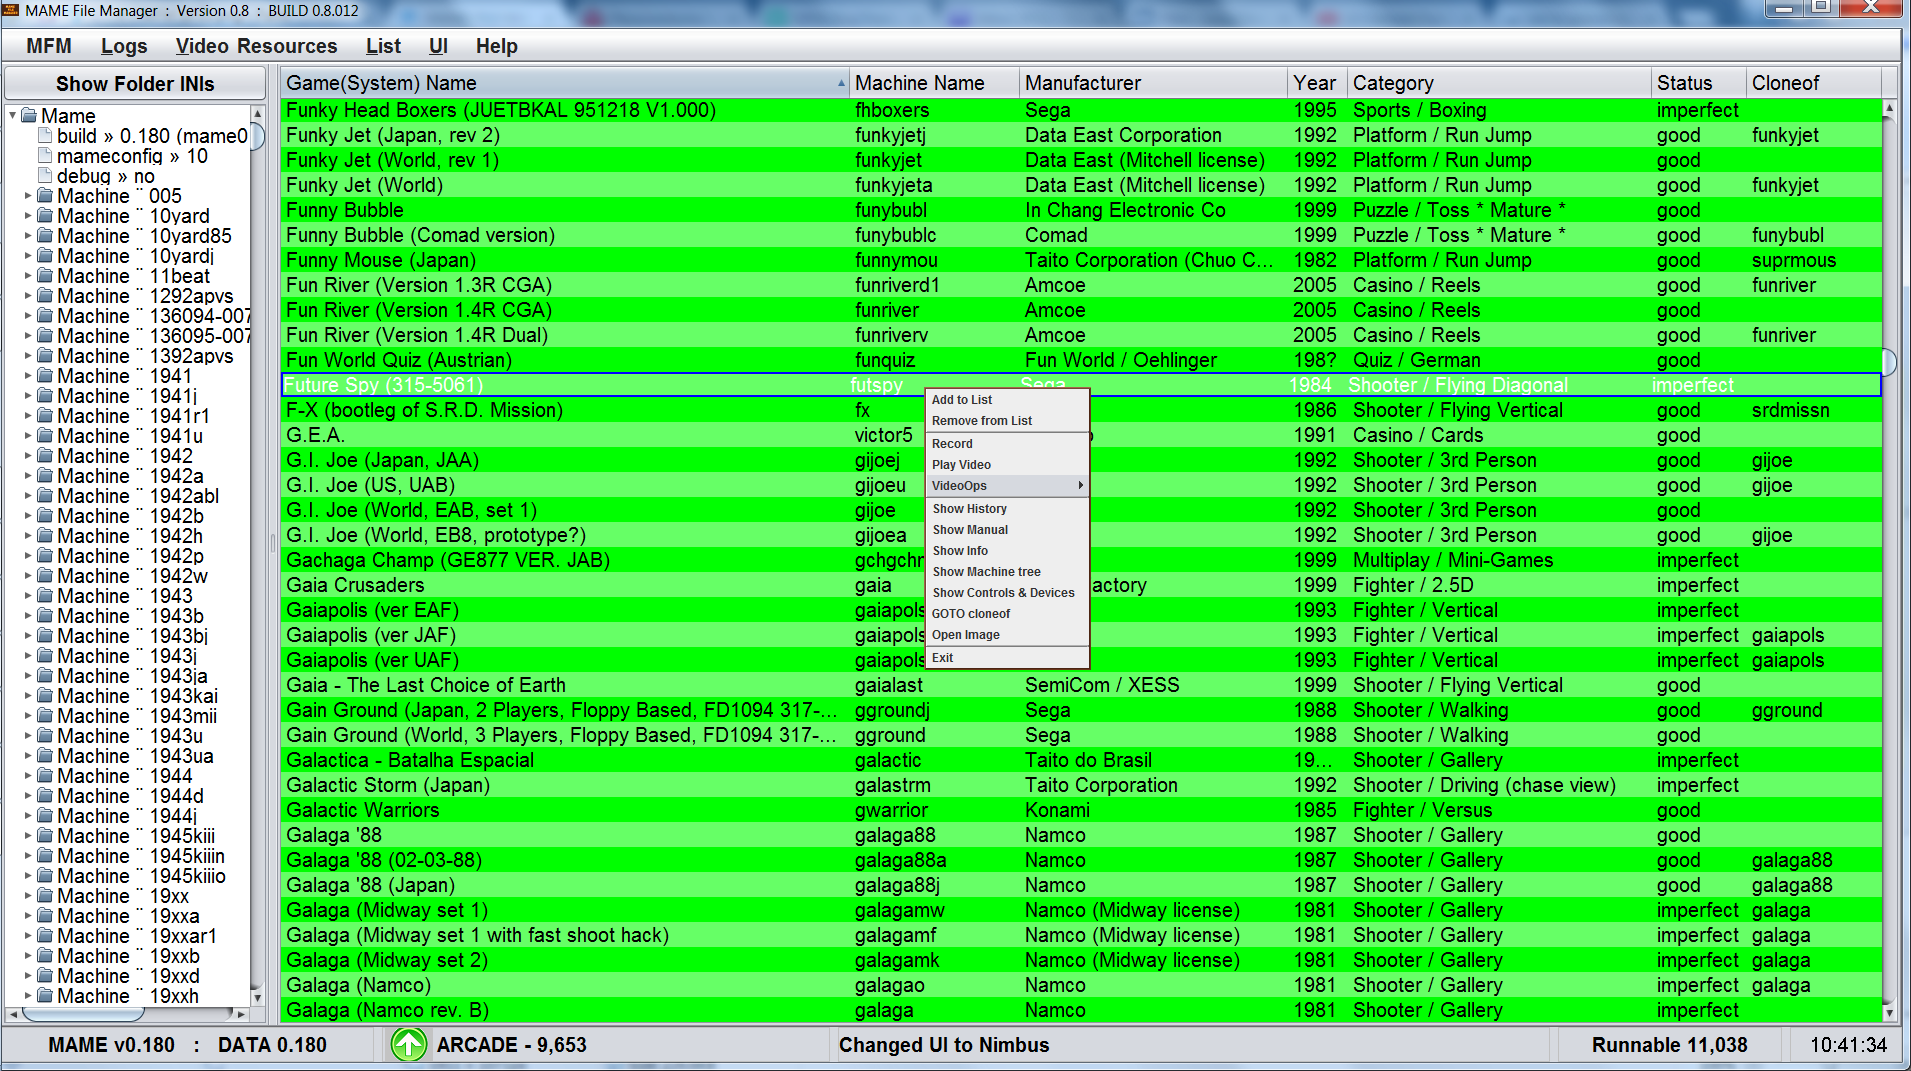 MAME File Manager : Version 0.8 : BUILD 0.8.012
MFM Logs Video Resources List UI Help
Show Folder INIs
Mame
build » 0.180 (mame0
mameconfig » 10
debug » no
Machine ¨ 005
Machine ¨ 10yard
Machine ¨ 10yard85
Machine ¨ 10yardj
Machine ¨ 11beat
Machine ¨ 1292apvs
Machine ¨ 136094-007
Machine ¨ 136095-007
Machine ¨ 1392apvs
Machine ¨ 1941
Machine ¨ 1941j
Machine ¨ 1941r1
Machine ¨ 1941u
Machine ¨ 1942
Machine ¨ 1942a
Machine ¨ 1942abl
Machine ¨ 1942b
Machine ¨ 1942h
Machine ¨ 1942p
Machine ¨ 1942w
Machine ¨ 1943
Machine ¨ 1943b
Machine ¨ 1943bj
Machine ¨ 1943j
Machine ¨ 1943ja
Machine ¨ 1943kai
Machine ¨ 1943mii
Machine ¨ 1943u
Machine ¨ 1943ua
Machine ¨ 1944
Machine ¨ 1944d
Machine ¨ 1944j
Machine ¨ 1945kiii
Machine ¨ 1945kiiin
Machine ¨ 1945kiiio
Machine ¨ 19xx
Machine ¨ 19xxa
Machine ¨ 19xxar1
Machine ¨ 19xxb
Machine ¨ 19xxd
Machine ¨ 19xxh
Game(System) Name Machine Name Manufacturer Year Category Status Cloneof
Funky Head Boxers (JUETBKAL 951218 V1.000) fhboxers Sega 1995 Sports / Boxing imperfect
Funky Jet (Japan, rev 2) funkyjetj Data East Corporation 1992 Platform / Run Jump good funkyjet
Funky Jet (World, rev 1) funkyjet Data East (Mitchell license) 1992 Platform / Run Jump good
Funky Jet (World) funkyjeta Data East (Mitchell license) 1992 Platform / Run Jump good funkyjet
Funny Bubble funybubl In Chang Electronic Co 1999 Puzzle / Toss * Mature * good
Funny Bubble (Comad version) funybublc Comad 1999 Puzzle / Toss * Mature * good funybubl
Funny Mouse (Japan) funnymou Taito Corporation (Chuo C... 1982 Platform / Run Jump good suprmous
Fun River (Version 1.3R CGA) funriverd1 Amcoe 2005 Casino / Reels good funriver
Fun River (Version 1.4R CGA) funriver Amcoe 2005 Casino / Reels good
Fun River (Version 1.4R Dual) funriverv Amcoe 2005 Casino / Reels good funriver
Fun World Quiz (Austrian) funquiz Fun World / Oehlinger 198? Quiz / German good
Future Spy (315-5061) futspy Sega 1984 Shooter / Flying Diagonal imperfect
F-X (bootleg of S.R.D. Mission) fx 1986 Shooter / Flying Vertical good srdmissn
G.E.A. victor5 1991 Casino / Cards good
G.I. Joe (Japan, JAA) gijoej 1992 Shooter / 3rd Person good gijoe
G.I. Joe (US, UAB) gijoeu 1992 Shooter / 3rd Person good gijoe
G.I. Joe (World, EAB, set 1) gijoe 1992 Shooter / 3rd Person good
G.I. Joe (World, EB8, prototype?) gijoea 1992 Shooter / 3rd Person good gijoe
Gachaga Champ (GE877 VER. JAB) gchgchm 1999 Multiplay / Mini-Games imperfect
Gaia Crusaders gaia actory 1999 Fighter / 2.5D imperfect
Gaiapolis (ver EAF) gaiapols 1993 Fighter / Vertical imperfect
Gaiapolis (ver JAF) gaiapols 1993 Fighter / Vertical imperfect gaiapols
Gaiapolis (ver UAF) gaiapols 1993 Fighter / Vertical imperfect gaiapols
Gaia - The Last Choice of Earth gaialast SemiCom / XESS 1999 Shooter / Flying Vertical good
Gain Ground (Japan, 2 Players, Floppy Based, FD1094 317-... ggroundj Sega 1988 Shooter / Walking good gground
Gain Ground (World, 3 Players, Floppy Based, FD1094 317-... gground Sega 1988 Shooter / Walking good
Galactica - Batalha Espacial galactic Taito do Brasil 19... Shooter / Gallery imperfect
Galactic Storm (Japan) galastrm Taito Corporation 1992 Shooter / Driving (chase view) imperfect
Galactic Warriors gwarrior Konami 1985 Fighter / Versus good
Galaga '88 galaga88 Namco 1987 Shooter / Gallery good
Galaga '88 (02-03-88) galaga88a Namco 1987 Shooter / Gallery good galaga88
Galaga '88 (Japan) galaga88j Namco 1987 Shooter / Gallery good galaga88
Galaga (Midway set 1) galagamw Namco (Midway license) 1981 Shooter / Gallery imperfect galaga
Galaga (Midway set 1 with fast shoot hack) galagamf Namco (Midway license) 1981 Shooter / Gallery imperfect galaga
Galaga (Midway set 2) galagamk Namco (Midway license) 1981 Shooter / Gallery imperfect galaga
Galaga (Namco) galagao Namco 1981 Shooter / Gallery imperfect galaga
Galaga (Namco rev. B) galaga Namco 1981 Shooter / Gallery imperfect
Add to List
Remove from List
Record
Play Video
VideoOps
Show History
Show Manual
Show Info
Show Machine tree
Show Controls & Devices
GOTO cloneof
Open Image
Exit
MAME v0.180 : DATA 0.180 ARCADE - 9,653 Changed UI to Nimbus Runnable 11,038 10:41:34